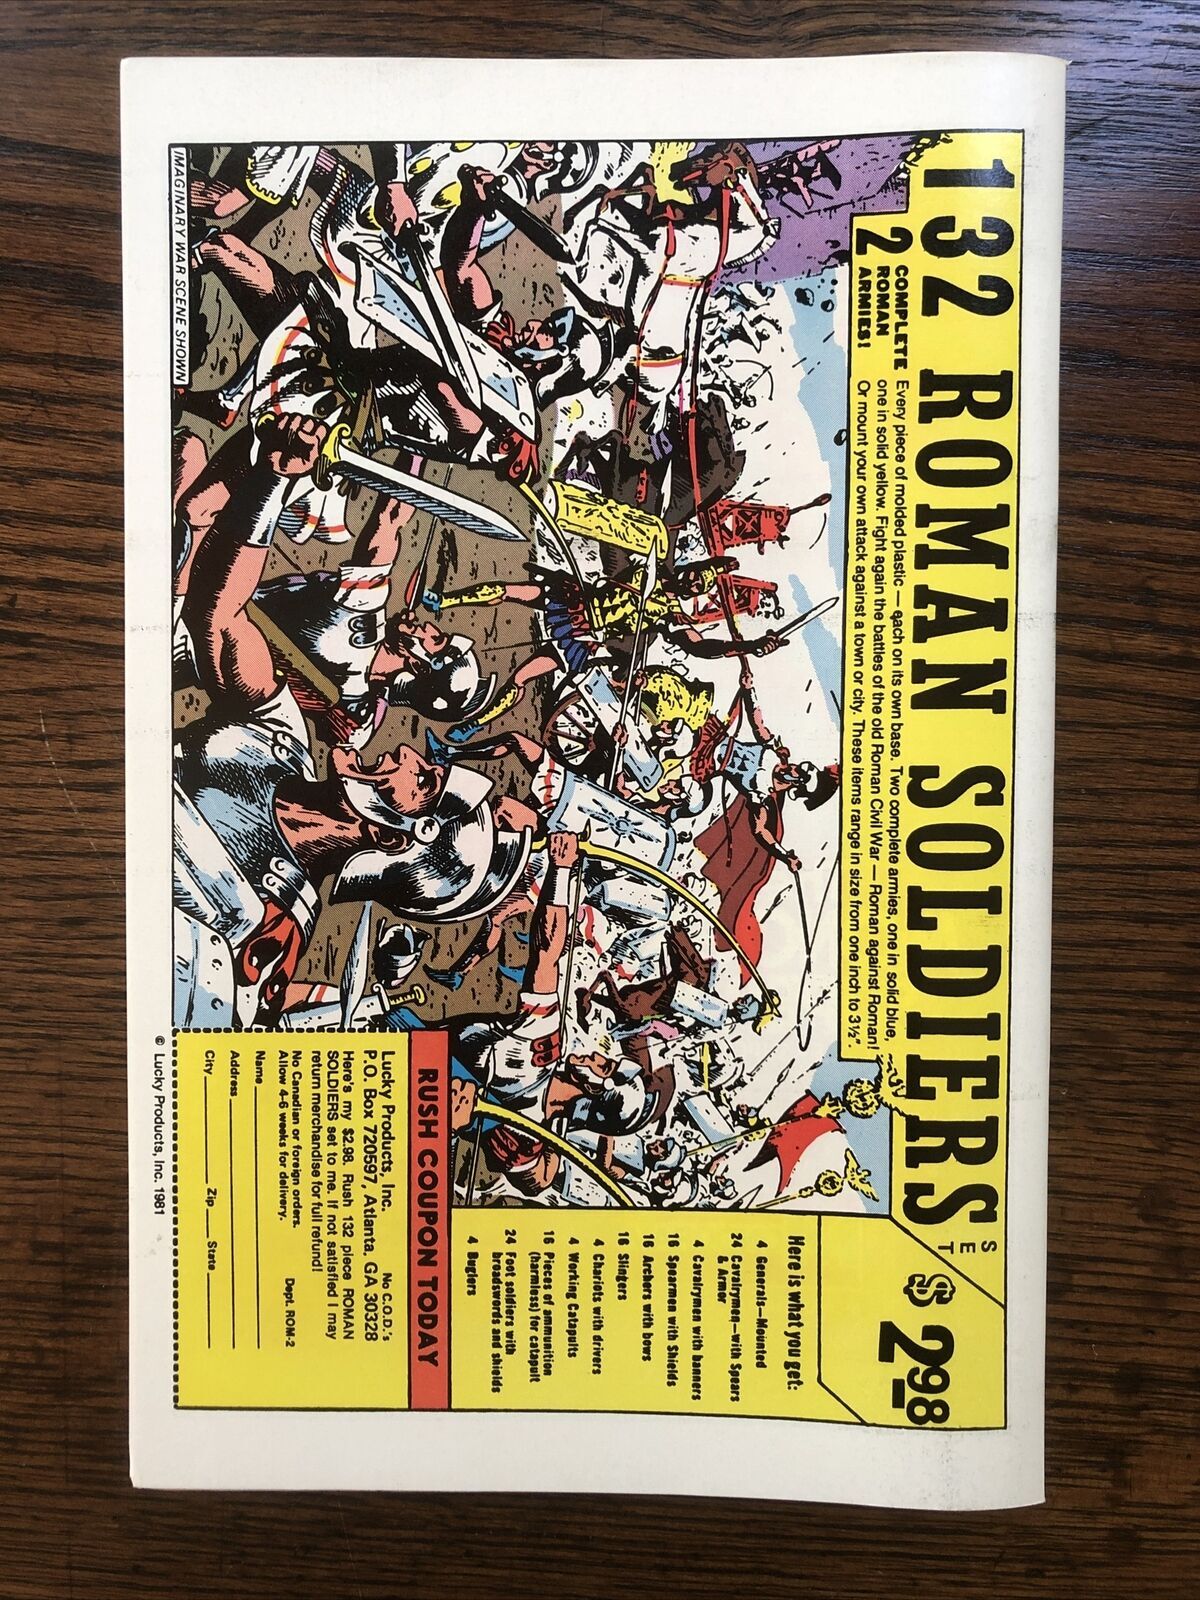 132 ROMAN SOLDIERS SET $2.98
2 COMPLETE ROMAN ARMIES!
Every piece of molded plastic — each on its own base. Two complete armies, one in solid blue,
one in solid yellow. Fight again the battles of the old Roman Civil War — Roman against Roman!
Or mount your own attack against a town or city. These items range in size from one inch to 3½".
Here is what you get:
4 Generals—Mounted
24 Cavalrymen—with Spears
& Armor
4 Cavalrymen with banners
16 Spearmen with Shields
16 Archers with bows
16 Slingers
4 Chariots with drivers
4 Working Catapults
16 Pieces of ammunition
(harmless) for catapult
24 Foot soldiers with
broadswords and shields
4 Buglers
RUSH COUPON TODAY
Lucky Products, Inc. No C.O.D.'s
P.O. Box 720597, Atlanta, GA 30328
Here's my $2.98. Rush 132 piece ROMAN
SOLDIERS set to me. If not satisfied I may
return merchandise for full refund!
No Canadian or foreign orders. Dept. ROM-2
Allow 4-6 weeks for delivery.
Name
Address
City Zip State
IMAGINARY WAR SCENE SHOWN
© Lucky Products, Inc. 1981